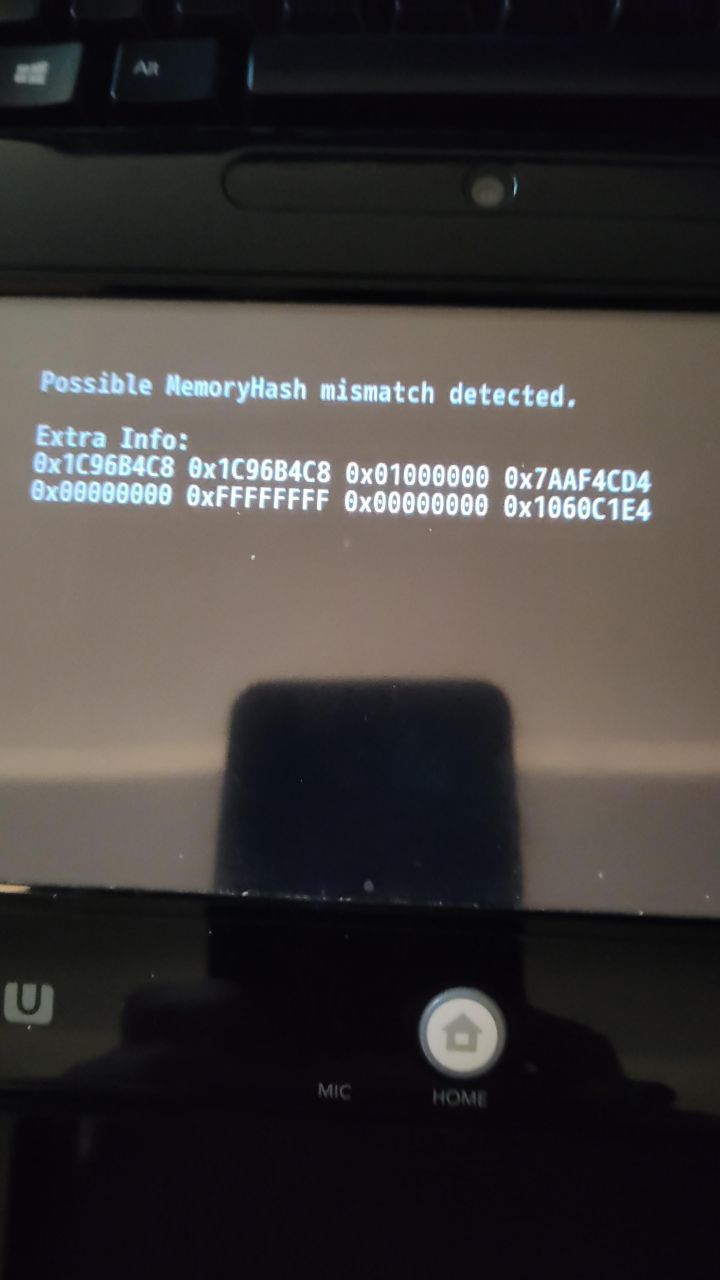 Alt
Possible MemoryHash mismatch detected.
Extra Info:
0x1C96B4C8 0x1C96B4C8 0x01000000 0x7AAF4CD4
0x00000000 0xFFFFFFFF 0x00000000 0x1060C1E4
U
MIC
HOME